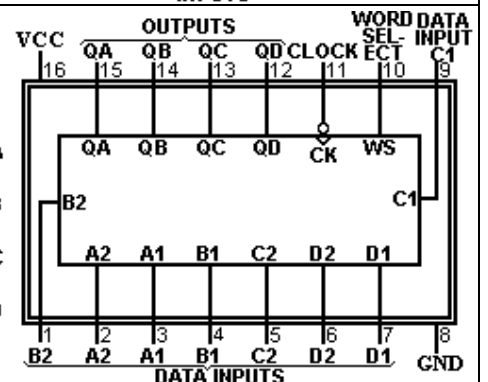 INPUTS
OUTPUTS
WORD DATA
SEL- INPUT
VCC QA QB QC QD CLOCK ECT C1
16 15 14 13 12 11 10 9
QA QB QC QD CK WS
B2 C1
A2 A1 B1 C2 D2 D1
1 2 3 4 5 6 7 8
B2 A2 A1 B1 C2 D2 D1 GND
DATA INPUTS